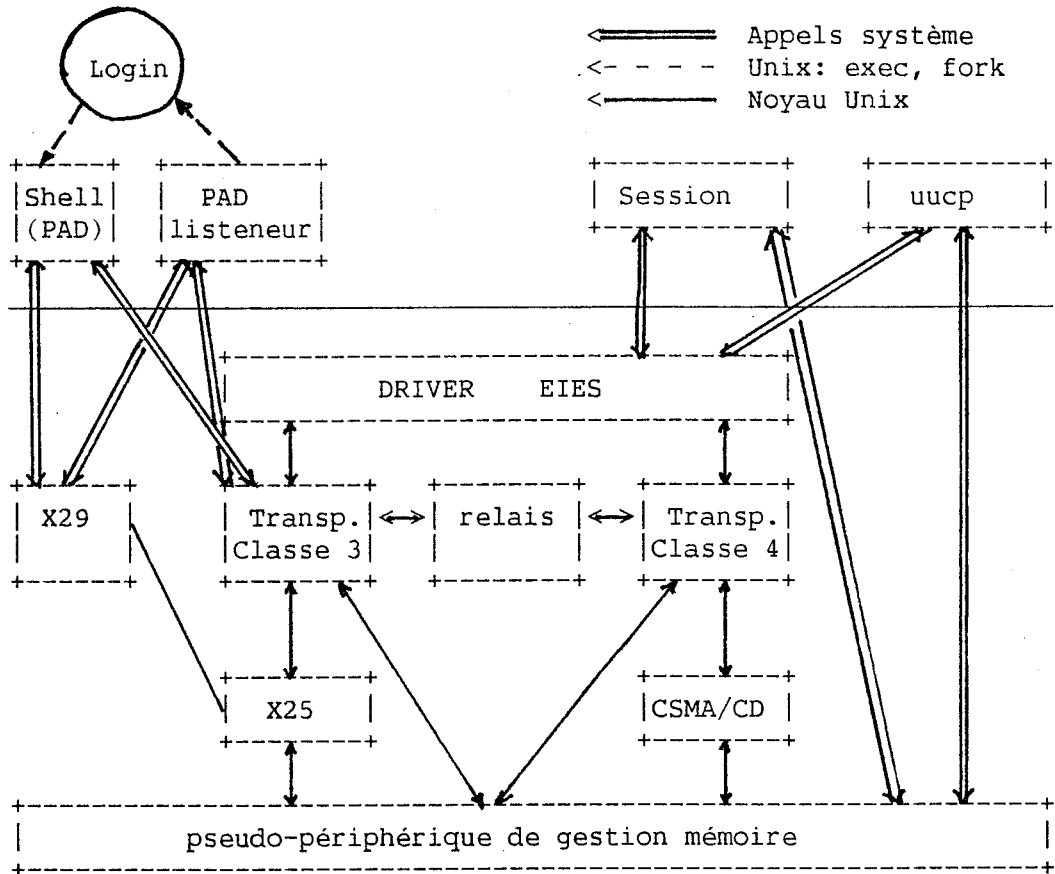 Login
Appels système
Unix: exec, fork
Noyau Unix
Shell
(PAD)
PAD
listeneur
Session
uucp
DRIVER EIES
X29
Transp.
Classe 3
relais
Transp.
Classe 4
X25
CSMA/CD
pseudo-périphérique de gestion mémoire